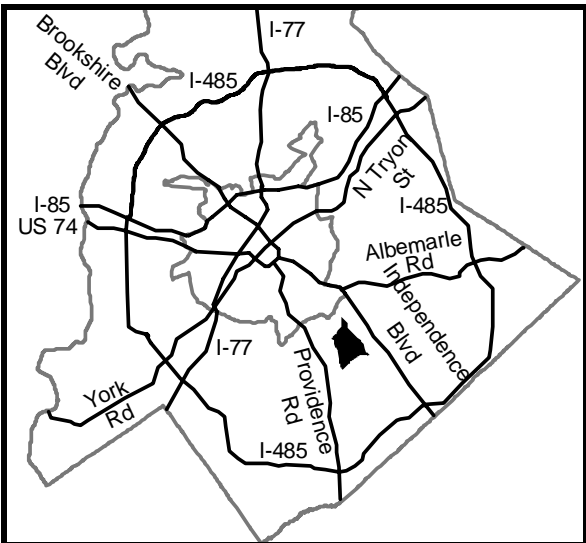 I-77
Brookshire
Blvd
I-485
I-85
N Tryon
St
I-85
I-485
US 74
Albemarle
Rd
Independence
Blvd
I-77
Providence
Rd
York
Rd
I-485